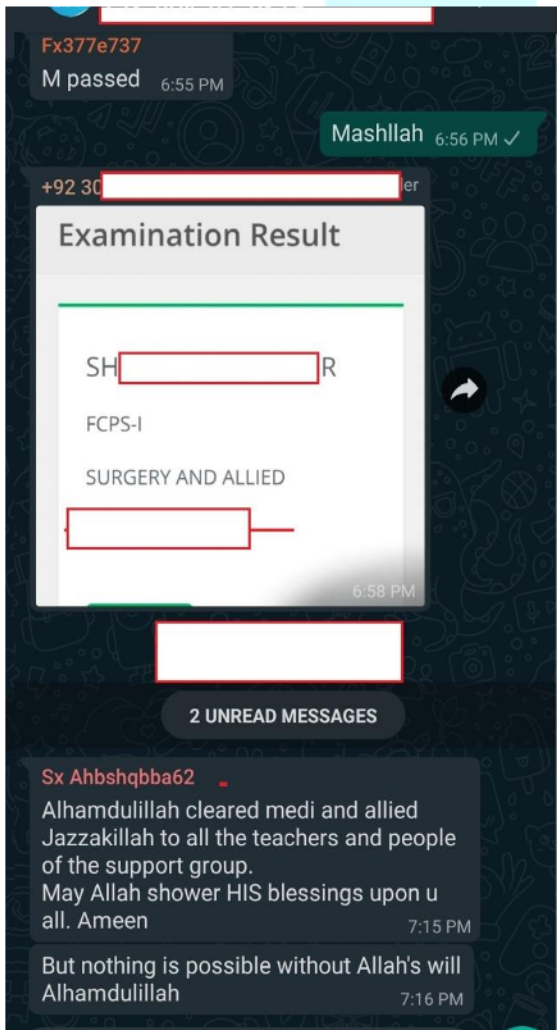 Fx377e737
M passed 6:55 PM
Mashllah 6:56 PM
+92 30
Examination Result
SH R
FCPS-I
SURGERY AND ALLIED
6:58 PM
2 UNREAD MESSAGES
Sx Ahbshqbba62
Alhamdulillah cleared medi and allied
Jazzakillah to all the teachers and people
of the support group.
May Allah shower HIS blessings upon u
all. Ameen 7:15 PM
But nothing is possible without Allah's will
Alhamdulillah 7:16 PM